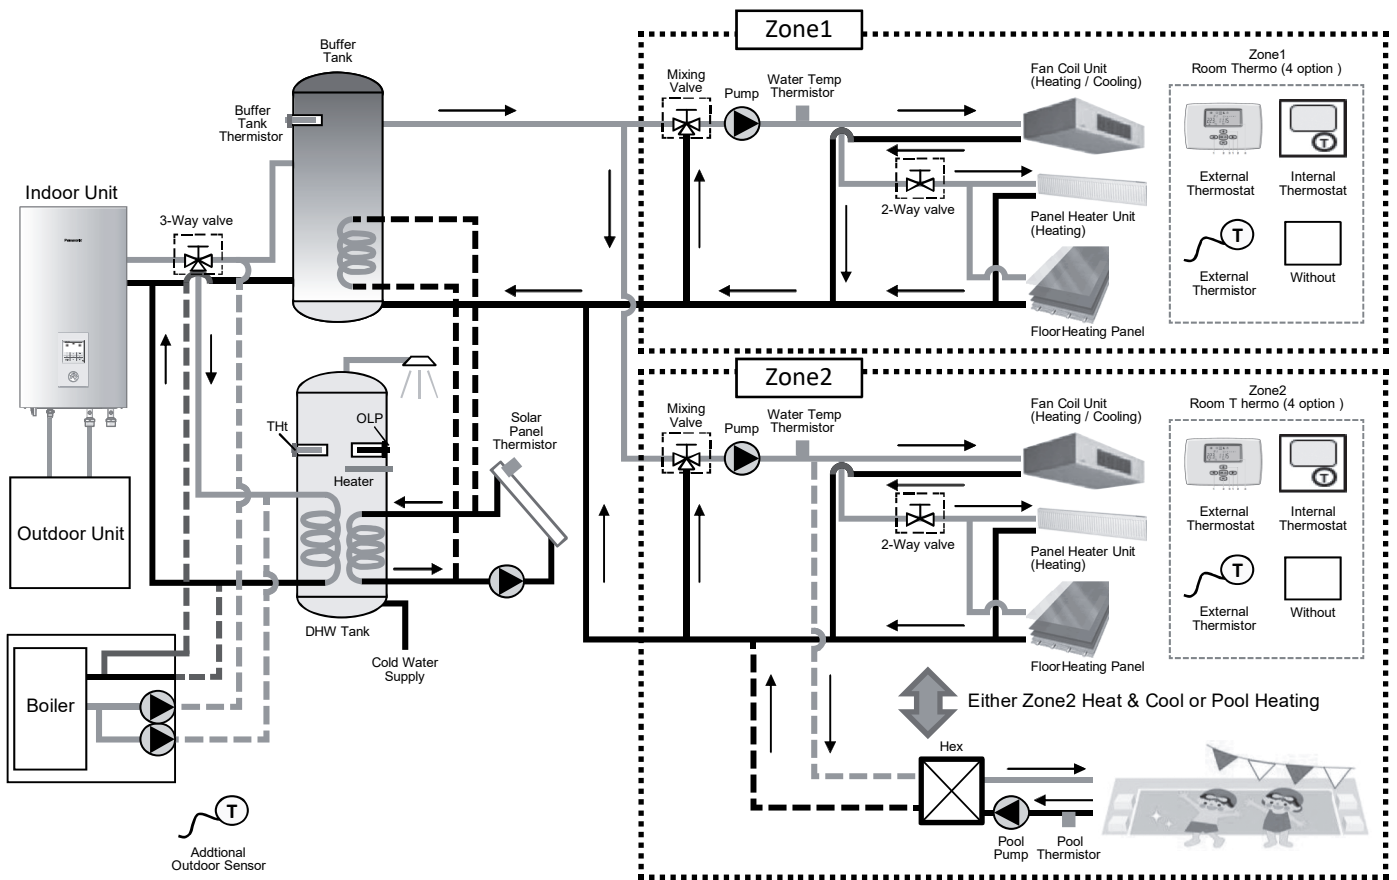 Zone1
Buffer
Tank
Mixing
Valve
Pump
Water Temp
Thermistor
Fan Coil Unit
(Heating / Cooling)
Zone1
Room Thermo (4 option )
Buffer
Tank
Thermistor
External
Thermostat
T
Internal
Thermostat
2-Way valve
Panel Heater Unit
(Heating)
T
External
Thermistor
Without
FloorHeating Panel
Indoor Unit
3-Way valve
Panasonic
Zone2
Mixing
Valve
Pump
Water Temp
Thermistor
Fan Coil Unit
(Heating / Cooling)
Zone2
Room T hermo (4 option )
THt
OLP
Heater
Solar
Panel
Thermistor
External
Thermostat
T
Internal
Thermostat
2-Way valve
Panel Heater Unit
(Heating)
T
External
Thermistor
Without
FloorHeating Panel
Outdoor Unit
DHW Tank
Cold Water
Supply
Boiler
Either Zone2 Heat & Cool or Pool Heating
Hex
Pool
Pump
Pool
Thermistor
T
Addtional
Outdoor Sensor